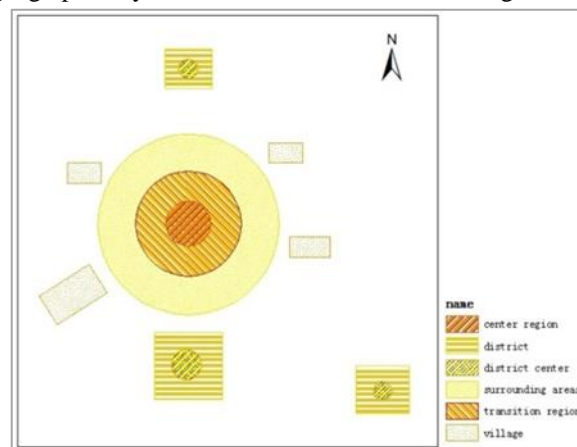 N
name
center region
district
district center
surrounding areas
transition region
village